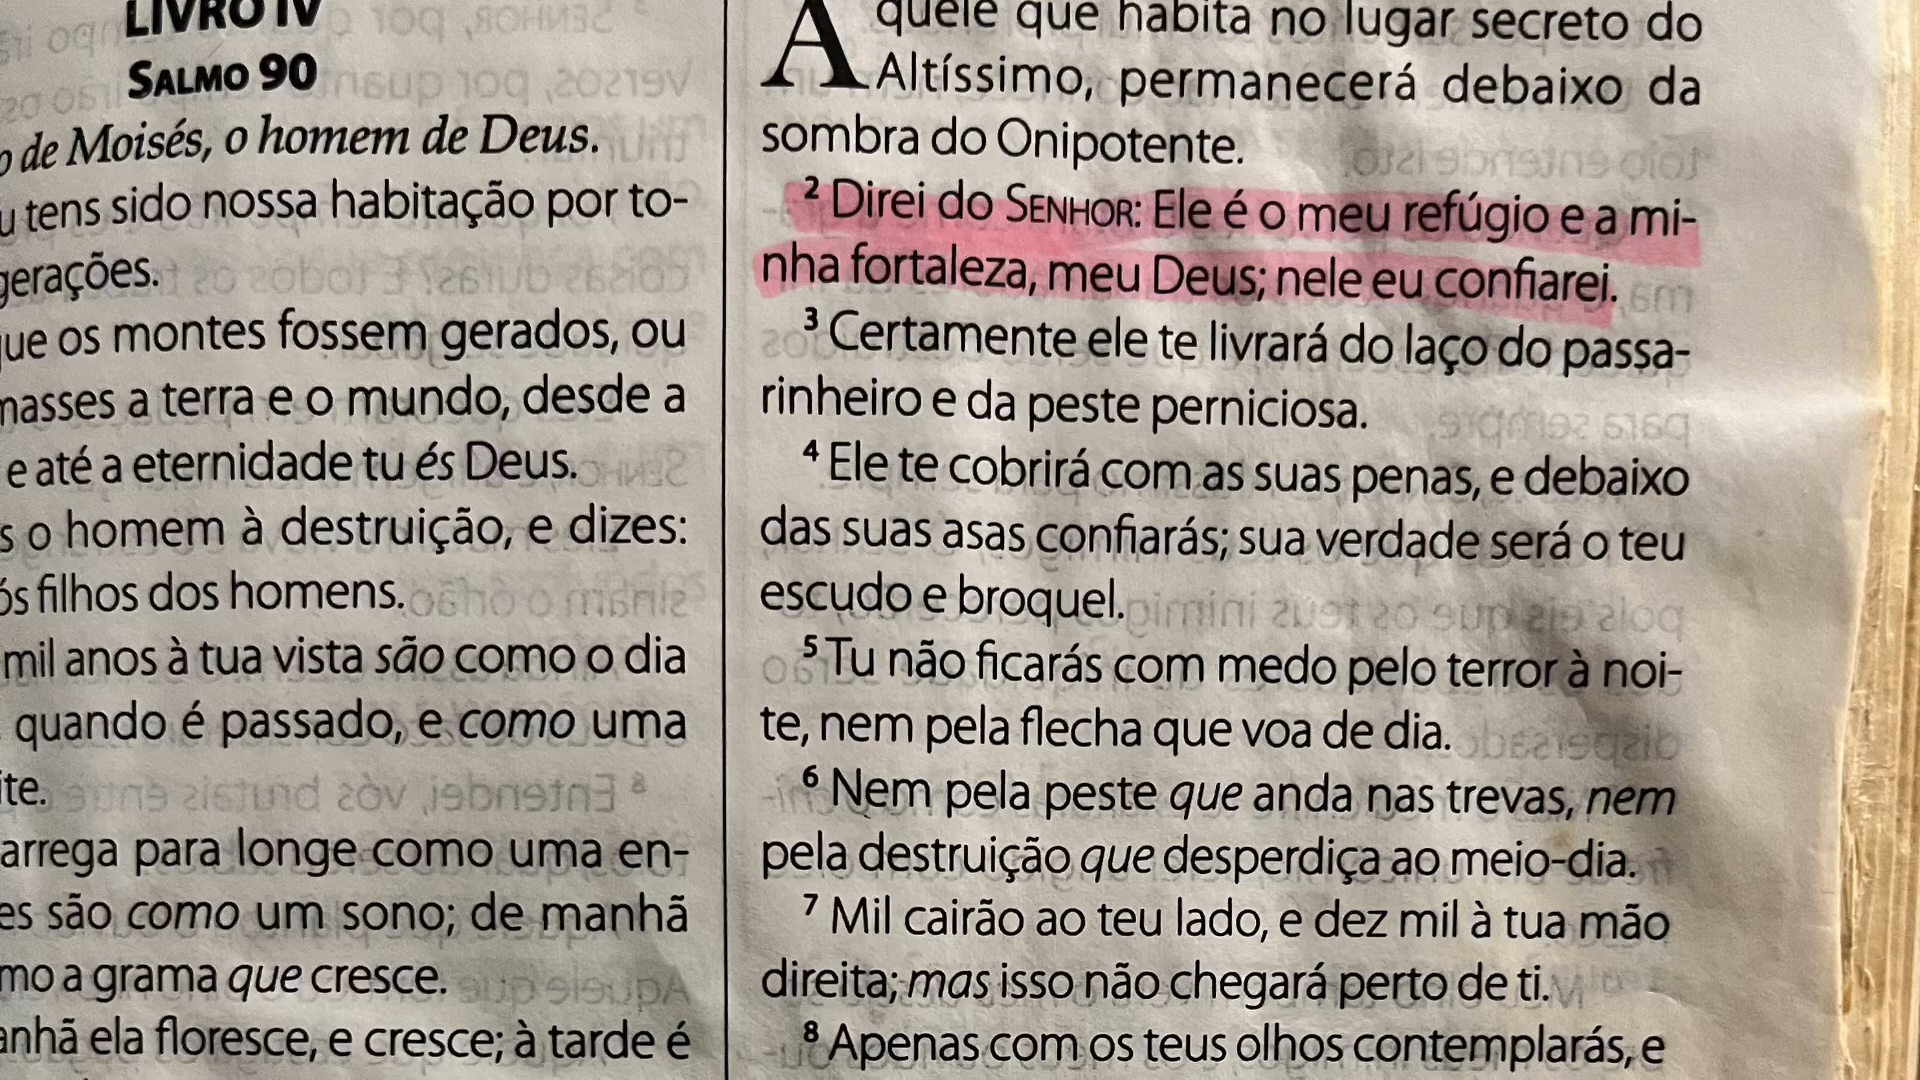 LIVRO IV
SALMO 90
de Moisés, o homem de Deus.
tens sido nossa habitação por to-
gerações.
que os montes fossem gerados, ou
a terra e o mundo, desde a
e até a eternidade tu és Deus.
o homem à destruição, e dizes:
filhos dos homens.
mil anos à tua vista são como o dia
quando é passado, e como uma
para longe como uma en-
são como um sono; de manhã
a grama que cresce.
ela floresce, e cresce; à tarde é
Aquele que habita no lugar secreto do
Altíssimo, permanecerá debaixo da
sombra do Onipotente.
2 Direi do SENHOR: Ele é o meu refúgio e a mi-
nha fortaleza, meu Deus; nele eu confiarei.
3 Certamente ele te livrará do laço do passa-
rinheiro e da peste perniciosa.
4 Ele te cobrirá com as suas penas, e debaixo
das suas asas confiarás; sua verdade será o teu
escudo e broquel.
5 Tu não ficarás com medo pelo terror à noi-
te, nem pela flecha que voa de dia.
6 Nem pela peste que anda nas trevas, nem
pela destruição que desperdiça ao meio-dia.
7 Mil cairão ao teu lado, e dez mil à tua mão
direita; mas isso não chegará perto de ti.
8 Apenas com os teus olhos contemplarás, e